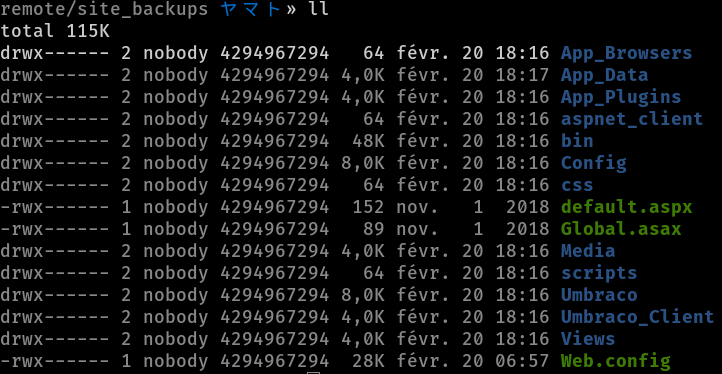 remote/site_backups ヤマト» ll
total 115K
drwx------ 2 nobody 4294967294   64 févr. 20 18:16 App_Browsers
drwx------ 2 nobody 4294967294 4,0K févr. 20 18:17 App_Data
drwx------ 2 nobody 4294967294 4,0K févr. 20 18:16 App_Plugins
drwx------ 2 nobody 4294967294   64 févr. 20 18:16 aspnet_client
drwx------ 2 nobody 4294967294  48K févr. 20 18:16 bin
drwx------ 2 nobody 4294967294 8,0K févr. 20 18:16 Config
drwx------ 2 nobody 4294967294   64 févr. 20 18:16 css
-rwx------ 1 nobody 4294967294  152 nov.   1  2018 default.aspx
-rwx------ 1 nobody 4294967294   89 nov.   1  2018 Global.asax
drwx------ 2 nobody 4294967294 4,0K févr. 20 18:16 Media
drwx------ 2 nobody 4294967294   64 févr. 20 18:16 scripts
drwx------ 2 nobody 4294967294 8,0K févr. 20 18:16 Umbraco
drwx------ 2 nobody 4294967294 4,0K févr. 20 18:16 Umbraco_Client
drwx------ 2 nobody 4294967294 4,0K févr. 20 18:16 Views
-rwx------ 1 nobody 4294967294  28K févr. 20 06:57 Web.config